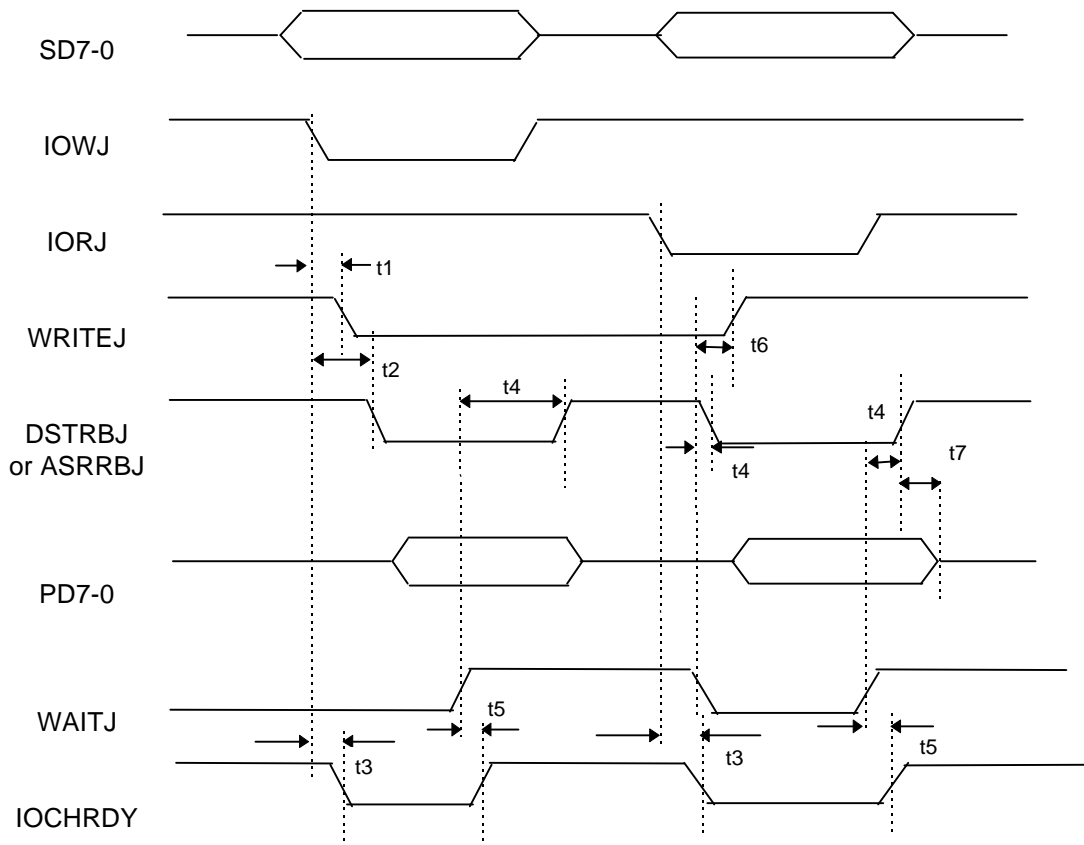 SD7-0
IOWJ
IORJ
t1
WRITEJ
t6
t2
t4
t4
DSTRBJ
or ASRRBJ
t4
t7
PD7-0
WAITJ
t5
t5
t3
t3
IOCHRDY